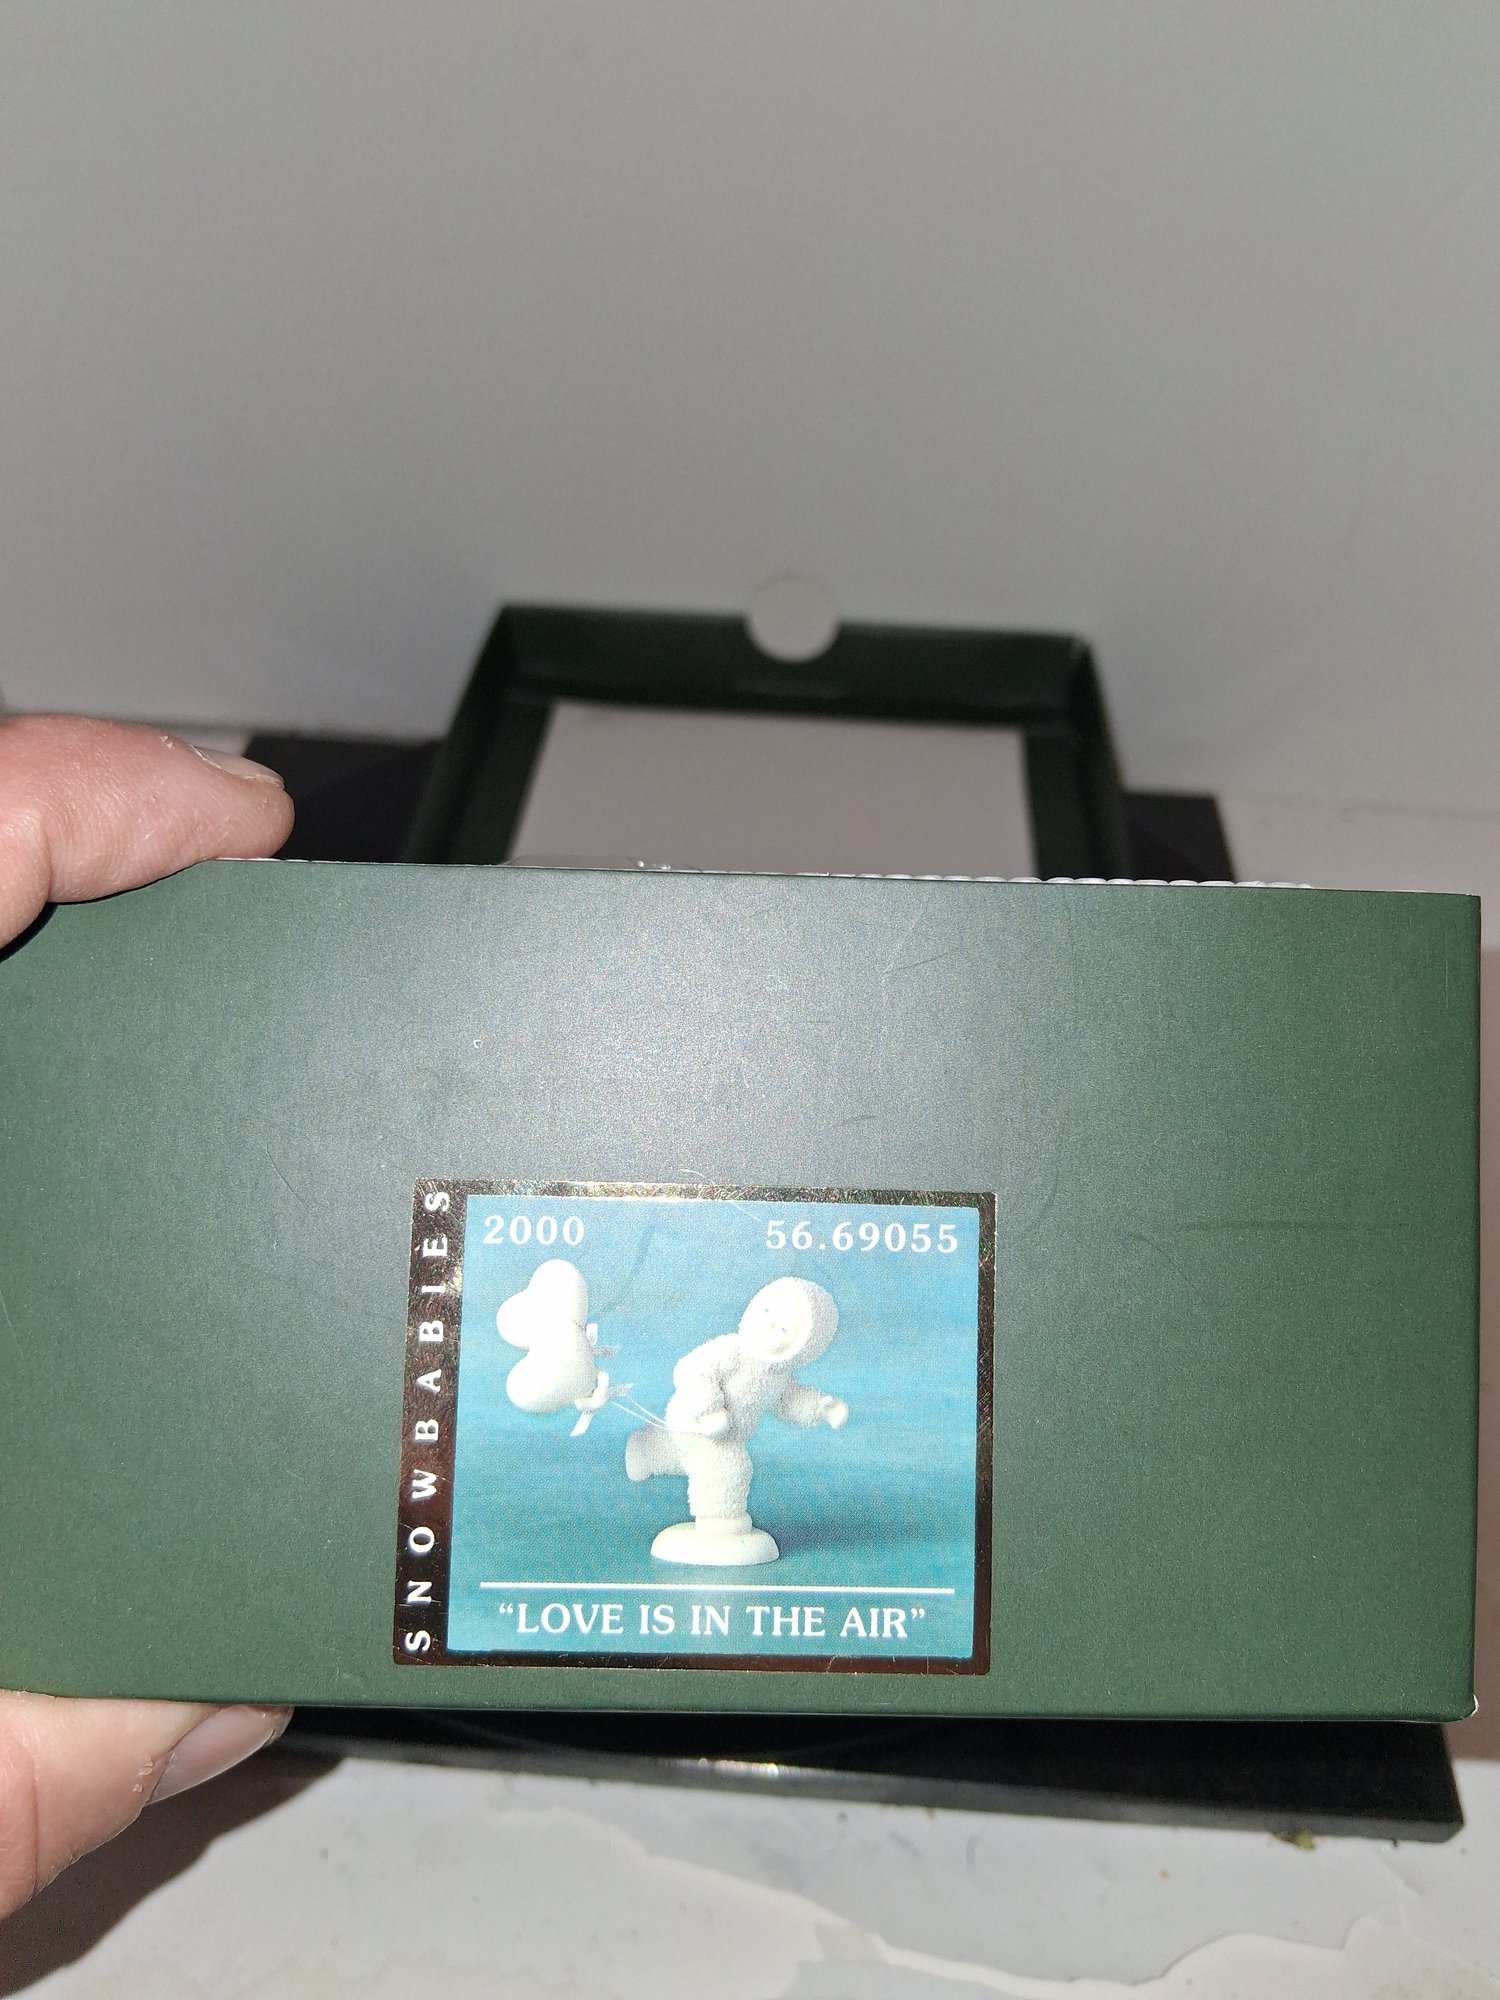 SNOWBABIES
2000 56.69055
“LOVE IS IN THE AIR”